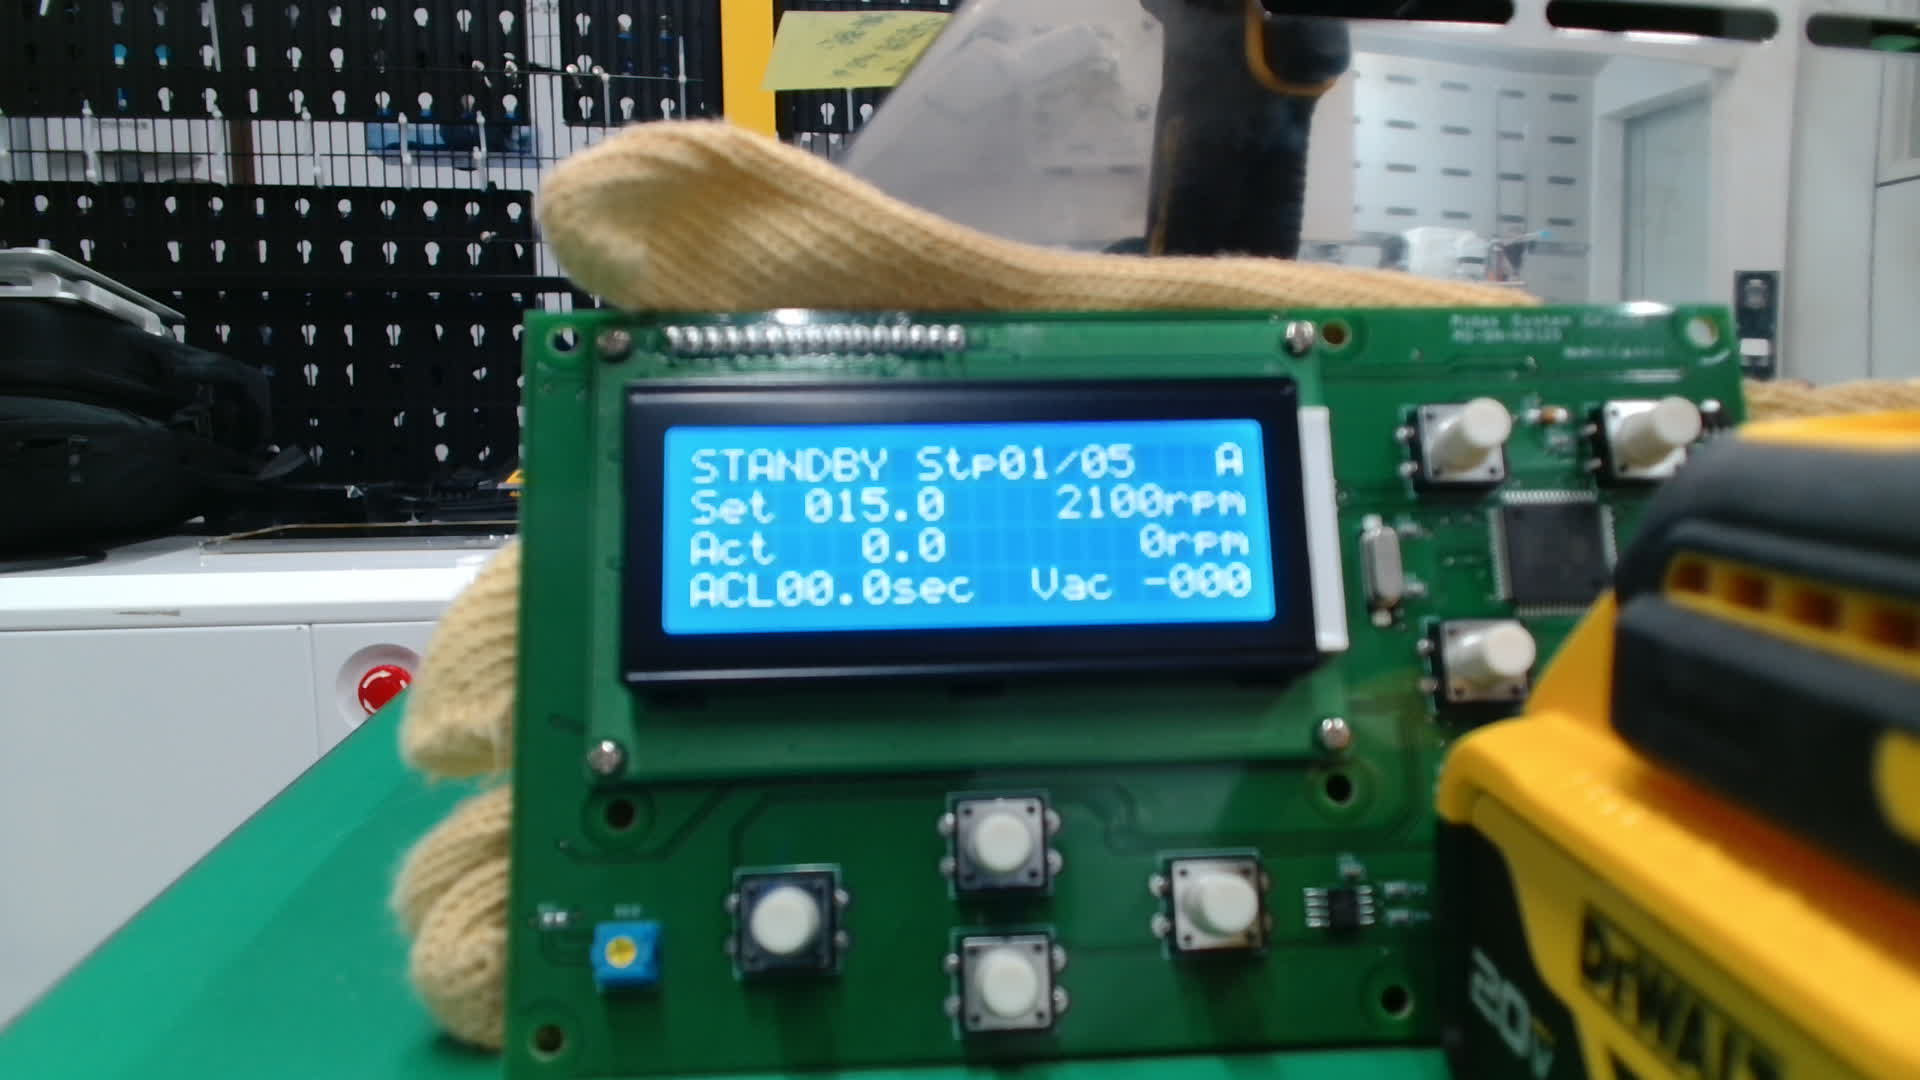 STANDBY Stp01/05 A
Set 015.0 2100rpm
Act 0.0 0rpm
ACL00.0sec Vac -000
DEWALT
20V